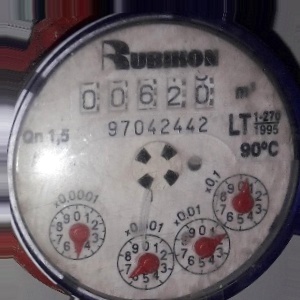 RUBIKON
00620 m³
Qn 1,5
97042442
LT 1-270
1995
90°C
x0.0001
x0.001
x0.01
x0.1